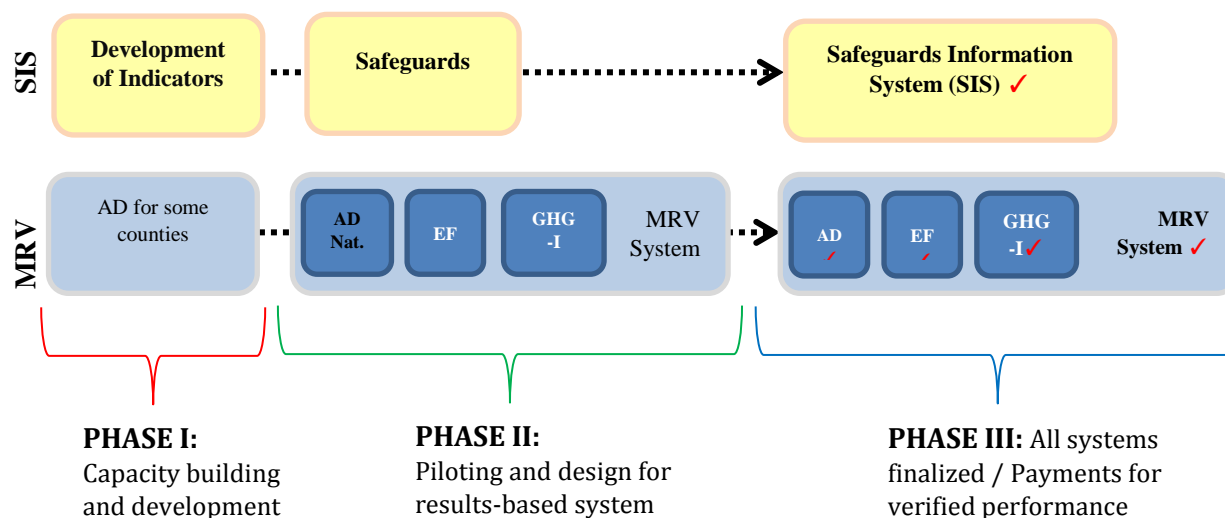 SIS
Development
of Indicators
Safeguards
Safeguards Information
System (SIS) ✓
MRV
AD for some
counties
AD
Nat.
EF
GHG
-I
MRV
System
AD
✓
EF
✓
GHG
-I✓
MRV
System ✓
PHASE I:
Capacity building
and development
PHASE II:
Piloting and design for
results-based system
PHASE III: All systems
finalized / Payments for
verified performance